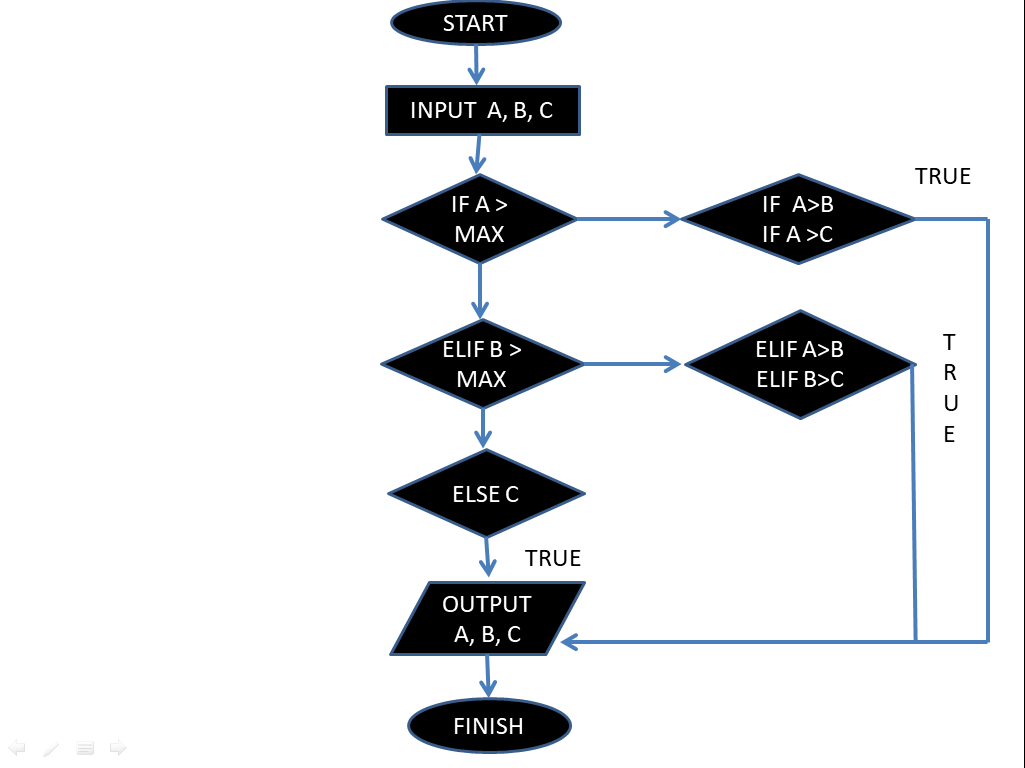 START
INPUT A, B, C
IF A >
MAX
IF A>B
IF A >C
TRUE
ELIF B >
MAX
ELIF A>B
ELIF B>C
T
R
U
E
ELSE C
TRUE
OUTPUT
A, B, C
FINISH